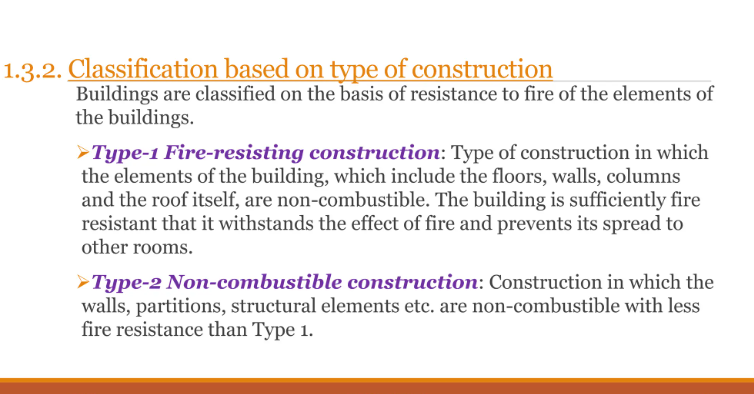 1.3.2. Classification based on type of construction
Buildings are classified on the basis of resistance to fire of the elements of
the buildings.
➢Type-1 Fire-resisting construction: Type of construction in which
the elements of the building, which include the floors, walls, columns
and the roof itself, are non-combustible. The building is sufficiently fire
resistant that it withstands the effect of fire and prevents its spread to
other rooms.
➢Type-2 Non-combustible construction: Construction in which the
walls, partitions, structural elements etc. are non-combustible with less
fire resistance than Type 1.